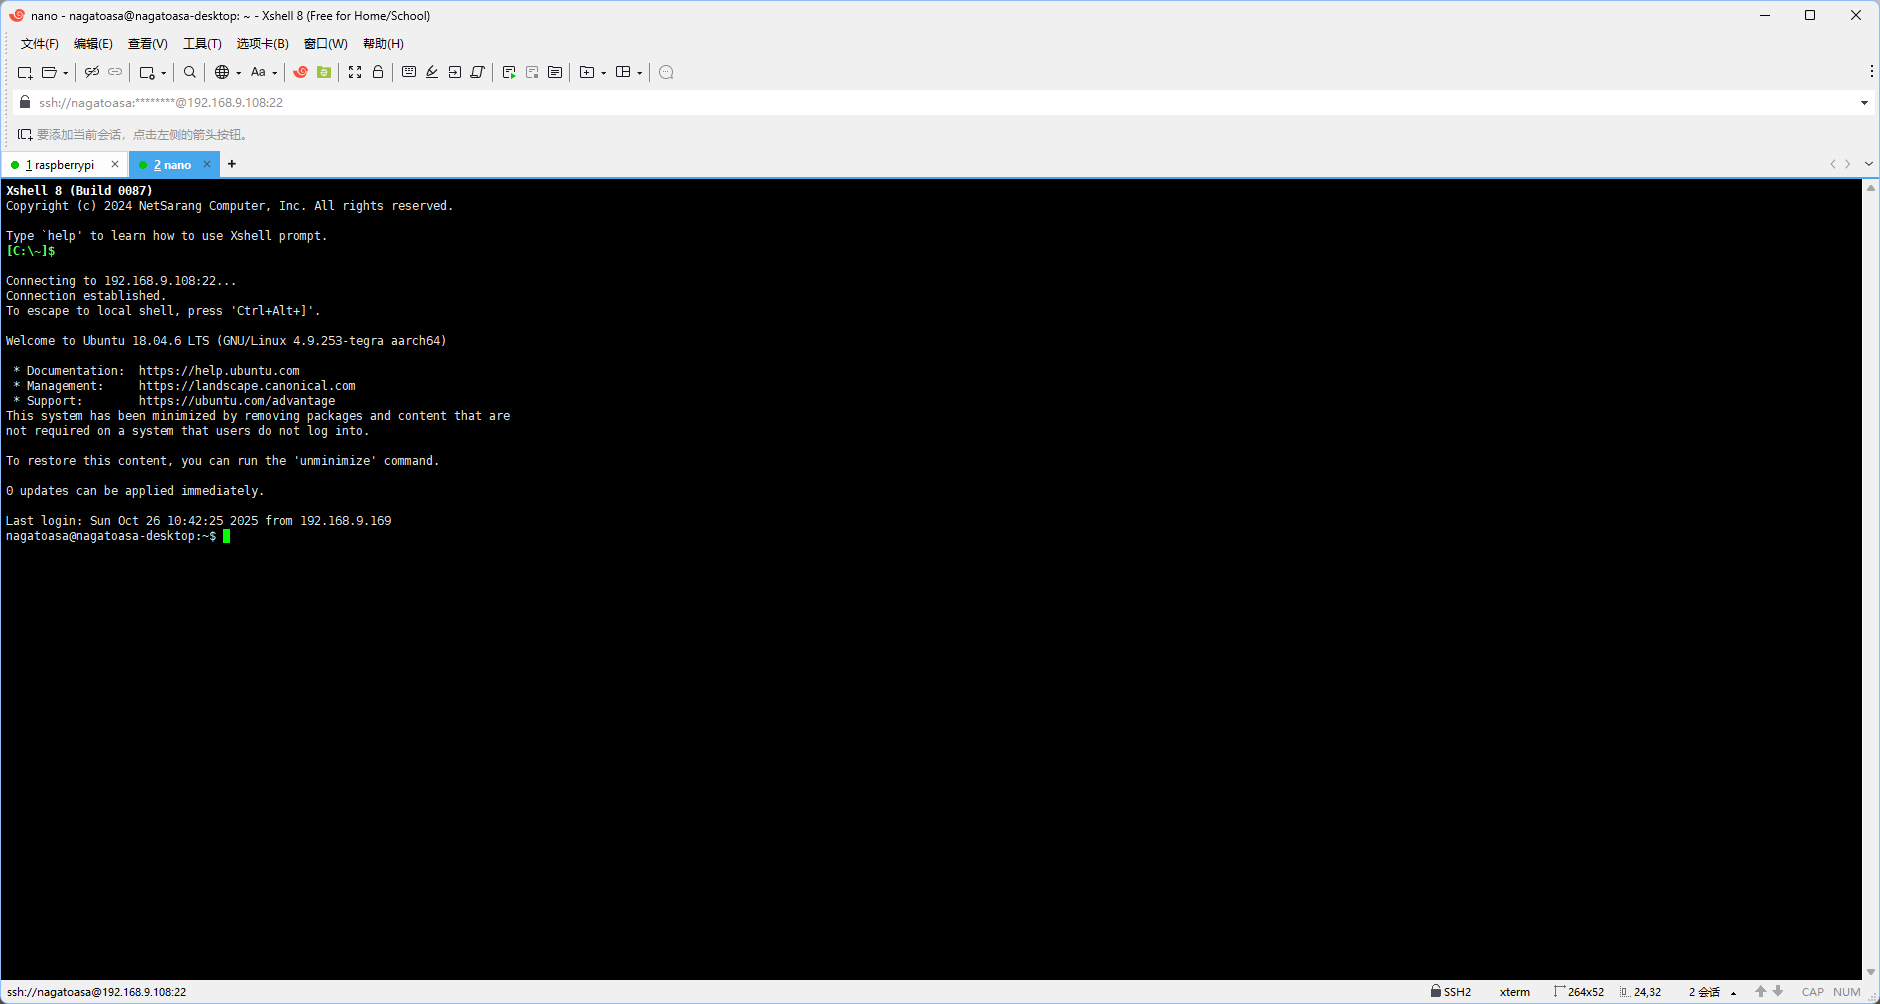 nano - nagatoasa@nagatoasa-desktop: ~ - Xshell 8 (Free for Home/School)
文件(F) 编辑(E) 查看(V) 工具(T) 选项卡(B) 窗口(W) 帮助(H)
Aa
ssh://nagatoasa:********@192.168.9.108:22
要添加当前会话，点击左侧的箭头按钮。
1 raspberrypi × 2 nano × +
Xshell 8 (Build 0087)
Copyright (c) 2024 NetSarang Computer, Inc. All rights reserved.
Type `help' to learn how to use Xshell prompt.
[C:\~]$
Connecting to 192.168.9.108:22...
Connection established.
To escape to local shell, press 'Ctrl+Alt+]'.
Welcome to Ubuntu 18.04.6 LTS (GNU/Linux 4.9.253-tegra aarch64)
* Documentation:  https://help.ubuntu.com
* Management:     https://landscape.canonical.com
* Support:        https://ubuntu.com/advantage
This system has been minimized by removing packages and content that are
not required on a system that users do not log into.
To restore this content, you can run the 'unminimize' command.
0 updates can be applied immediately.
Last login: Sun Oct 26 10:42:25 2025 from 192.168.9.169
nagatoasa@nagatoasa-desktop:~$
ssh://nagatoasa@192.168.9.108:22 SSH2 xterm 264x52 24,32 2 会话 CAP NUM